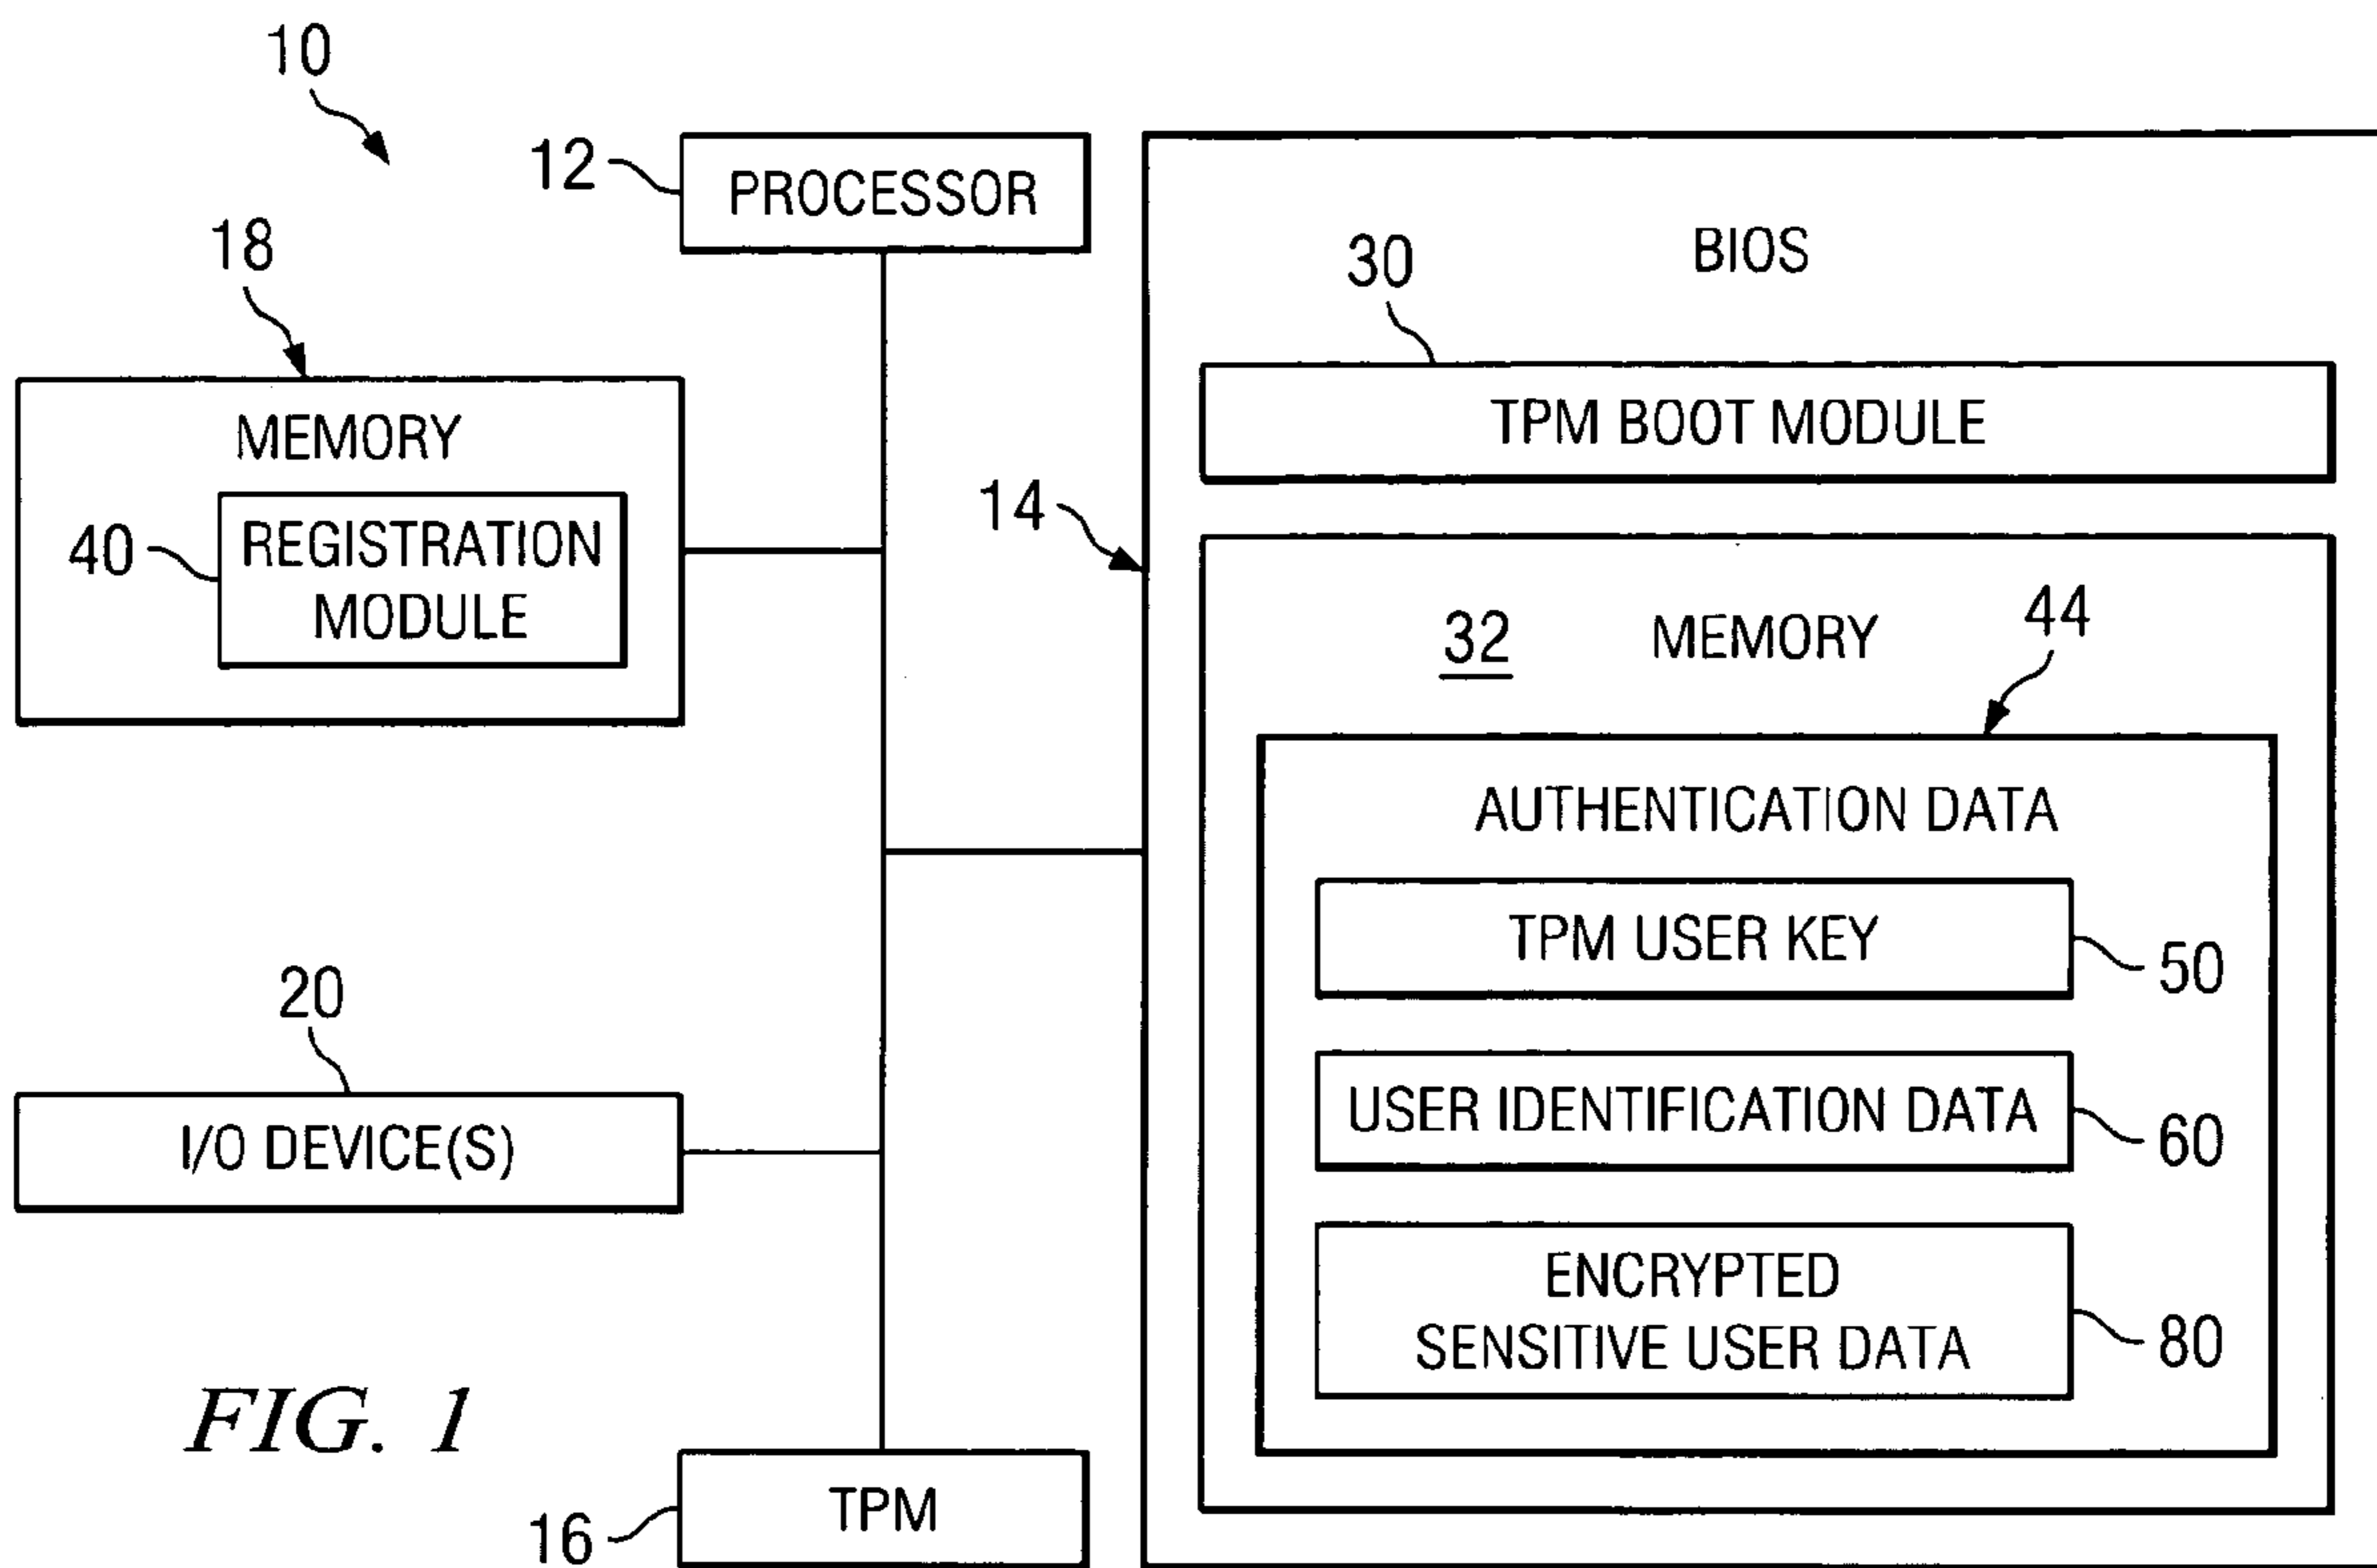 10
12
PROCESSOR
18
MEMORY
40
REGISTRATION
MODULE
20
I/O DEVICE(S)
16
TPM
FIG. 1
14
BIOS
30
TPM BOOT MODULE
32
MEMORY
44
AUTHENTICATION DATA
TPM USER KEY
50
USER IDENTIFICATION DATA
60
ENCRYPTED
SENSITIVE USER DATA
80